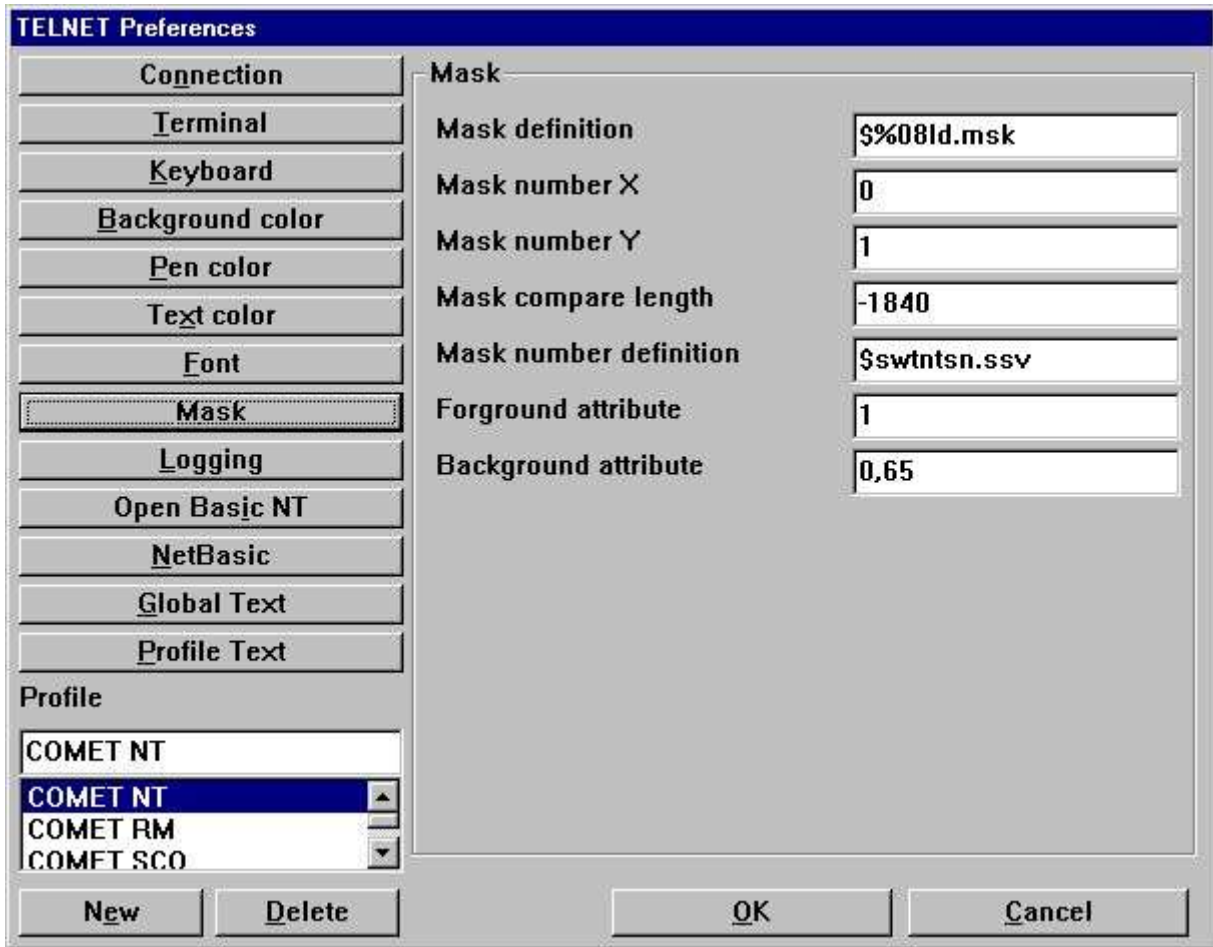 TELNET Preferences
Connection
Terminal
Keyboard
Background color
Pen color
Text color
Font
Mask
Logging
Open Basic NT
NetBasic
Global Text
Profile Text
Profile
COMET NT
COMET NT
COMET RM
COMET SCO
New
Delete
Mask
Mask definition
$%08ld.msk
Mask number X
0
Mask number Y
1
Mask compare length
-1840
Mask number definition
$swtntsn.ssv
Forground attribute
1
Background attribute
0,65
OK
Cancel